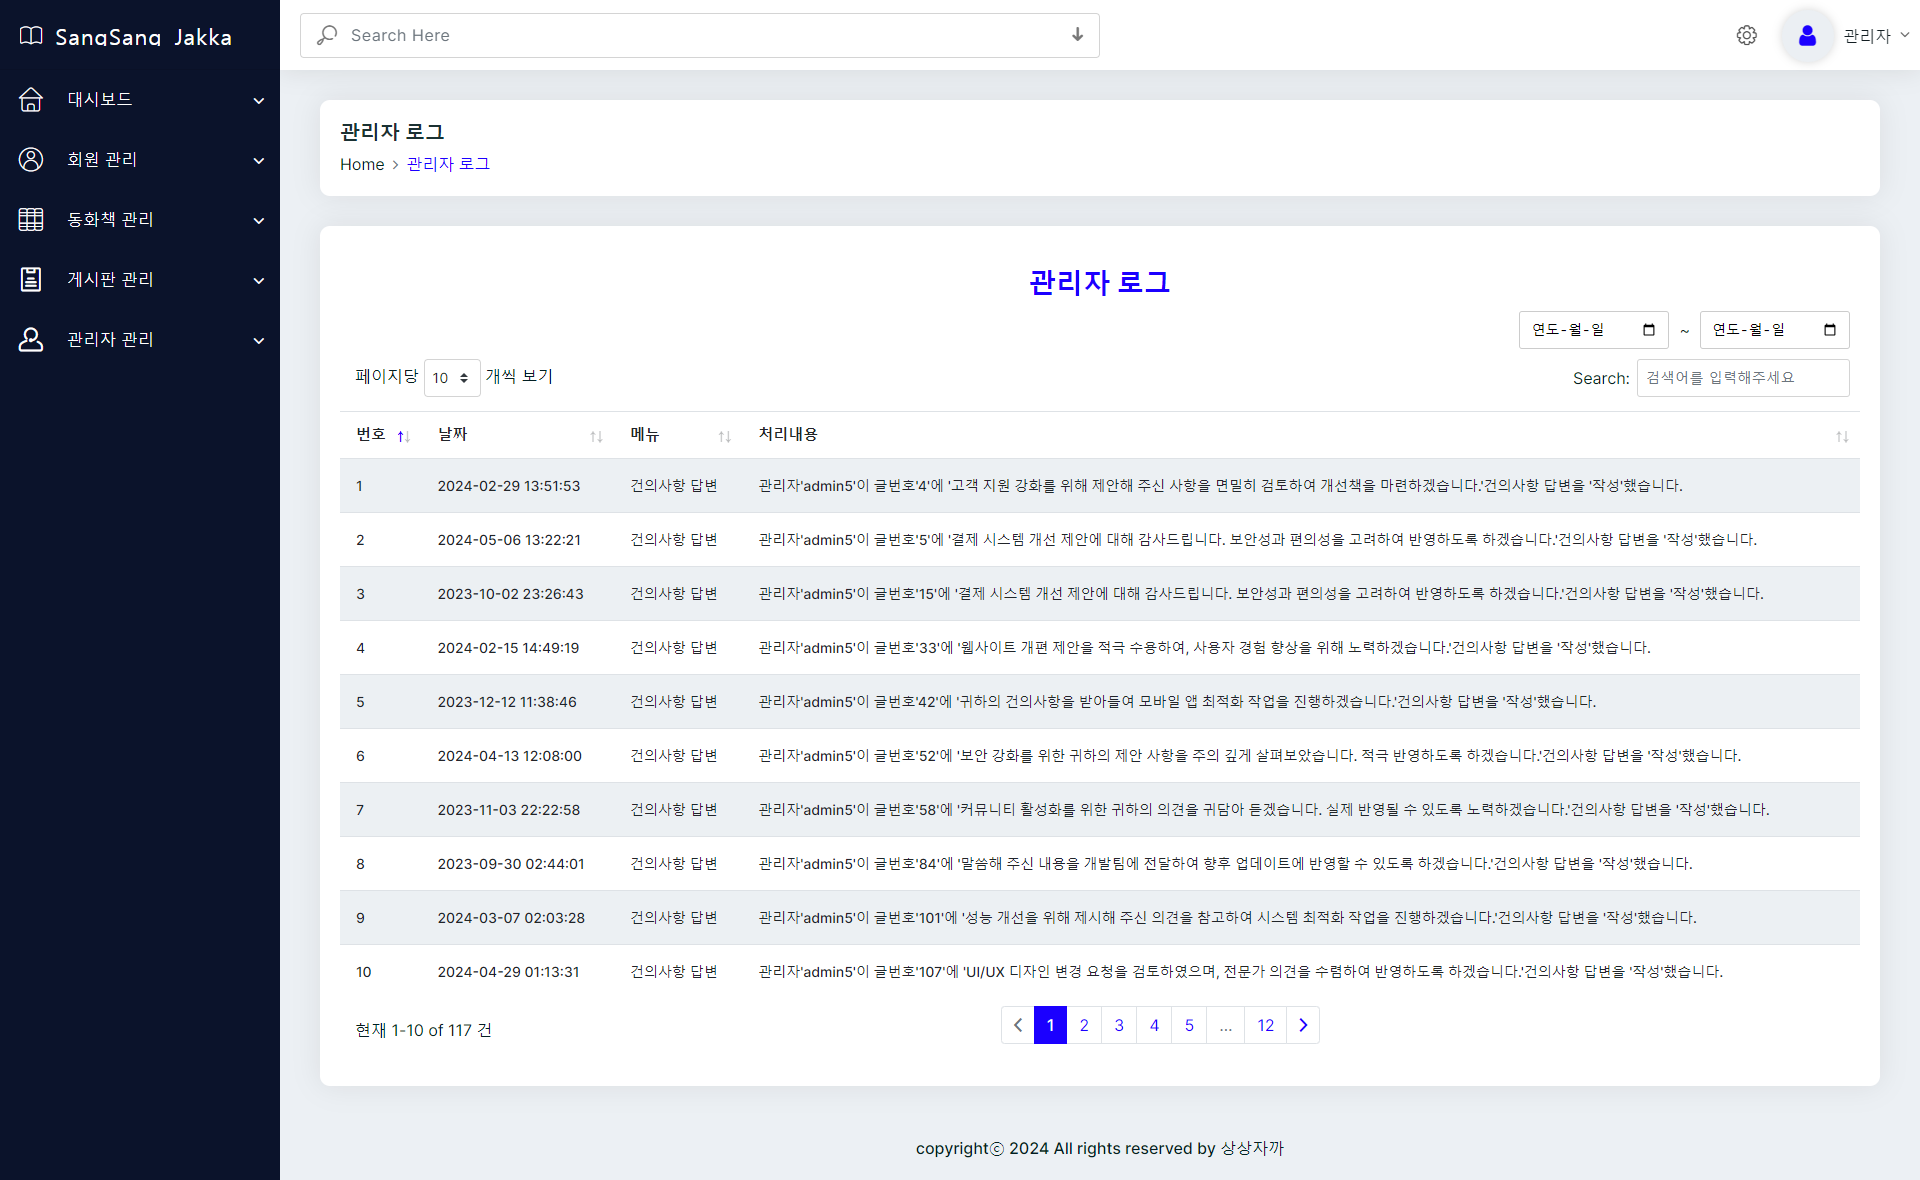 SangSang Jakka
Search Here
관리자
대시보드
회원 관리
동화책 관리
게시판 관리
관리자 관리
관리자 로그
Home > 관리자 로그
관리자 로그
연도-월-일 ~ 연도-월-일
페이지당 10 개씩 보기
Search: 검색어를 입력해주세요
번호 날짜 메뉴 처리내용
1 2024-02-29 13:51:53 건의사항 답변 관리자'admin5'이 글번호'4'에 '고객 지원 강화를 위해 제안해 주신 사항을 면밀히 검토하여 개선책을 마련하겠습니다.'건의사항 답변을 '작성'했습니다.
2 2024-05-06 13:22:21 건의사항 답변 관리자'admin5'이 글번호'5'에 '결제 시스템 개선 제안에 대해 감사드립니다. 보안성과 편의성을 고려하여 반영하도록 하겠습니다.'건의사항 답변을 '작성'했습니다.
3 2023-10-02 23:26:43 건의사항 답변 관리자'admin5'이 글번호'15'에 '결제 시스템 개선 제안에 대해 감사드립니다. 보안성과 편의성을 고려하여 반영하도록 하겠습니다.'건의사항 답변을 '작성'했습니다.
4 2024-02-15 14:49:19 건의사항 답변 관리자'admin5'이 글번호'33'에 '웹사이트 개편 제안을 적극 수용하여, 사용자 경험 향상을 위해 노력하겠습니다.'건의사항 답변을 '작성'했습니다.
5 2023-12-12 11:38:46 건의사항 답변 관리자'admin5'이 글번호'42'에 '귀하의 건의사항을 받아들여 모바일 앱 최적화 작업을 진행하겠습니다.'건의사항 답변을 '작성'했습니다.
6 2024-04-13 12:08:00 건의사항 답변 관리자'admin5'이 글번호'52'에 '보안 강화를 위한 귀하의 제안 사항을 주의 깊게 살펴보았습니다. 적극 반영하도록 하겠습니다.'건의사항 답변을 '작성'했습니다.
7 2023-11-03 22:22:58 건의사항 답변 관리자'admin5'이 글번호'58'에 '커뮤니티 활성화를 위한 귀하의 의견을 귀담아 듣겠습니다. 실제 반영될 수 있도록 노력하겠습니다.'건의사항 답변을 '작성'했습니다.
8 2023-09-30 02:44:01 건의사항 답변 관리자'admin5'이 글번호'84'에 '말씀해 주신 내용을 개발팀에 전달하여 향후 업데이트에 반영할 수 있도록 하겠습니다.'건의사항 답변을 '작성'했습니다.
9 2024-03-07 02:03:28 건의사항 답변 관리자'admin5'이 글번호'101'에 '성능 개선을 위해 제시해 주신 의견을 참고하여 시스템 최적화 작업을 진행하겠습니다.'건의사항 답변을 '작성'했습니다.
10 2024-04-29 01:13:31 건의사항 답변 관리자'admin5'이 글번호'107'에 'UI/UX 디자인 변경 요청을 검토하였으며, 전문가 의견을 수렴하여 반영하도록 하겠습니다.'건의사항 답변을 '작성'했습니다.
현재 1-10 of 117 건
1 2 3 4 5 ... 12
copyrightⓒ 2024 All rights reserved by 상상자까